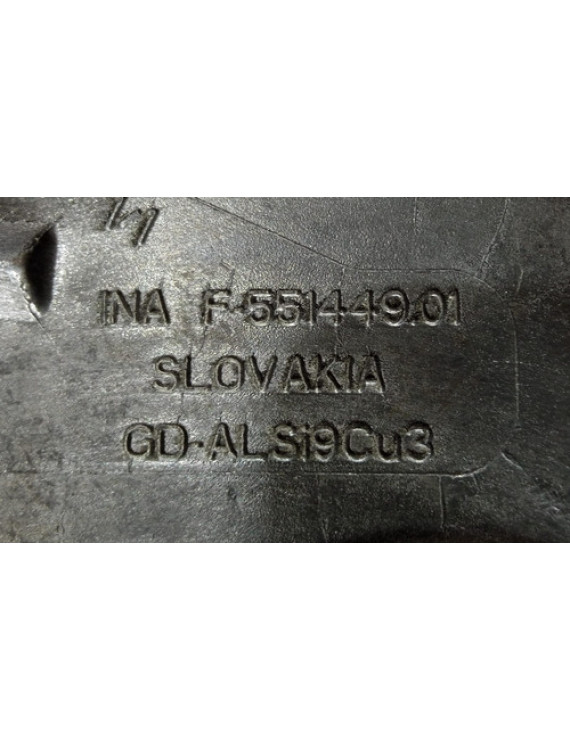 INA F-551449.01
SLOVAKIA
GD-ALSi9Cu3